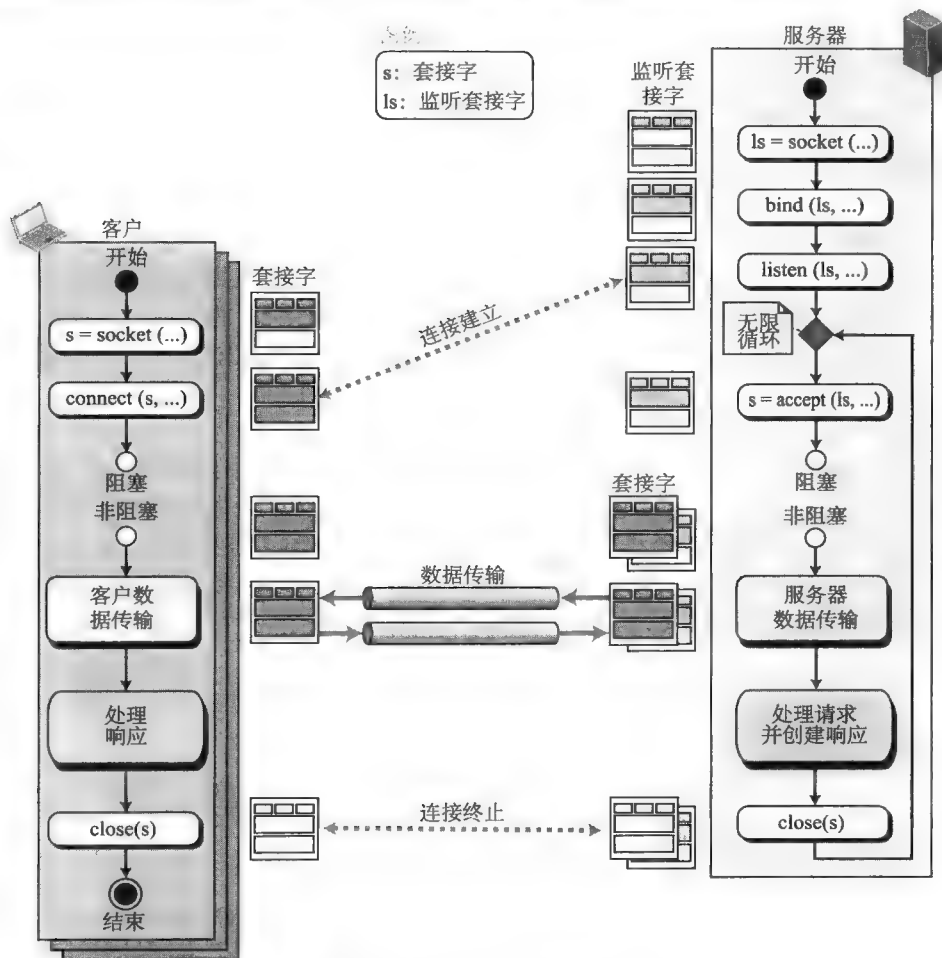 s: 套接字
ls: 监听套接字
监听套
接字
服务器
开始
ls = socket (...)
bind (ls, ...)
listen (ls, ...)
无限
循环
s = accept (ls, ...)
阻塞
非阻塞
服务器
数据传输
处理请求
并创建响应
close(s)
客户
开始
s = socket (...)
connect (s, ...)
阻塞
非阻塞
客户数
据传输
处理
响应
close(s)
结束
套接字
连接建立
套接字
数据传输
连接终止